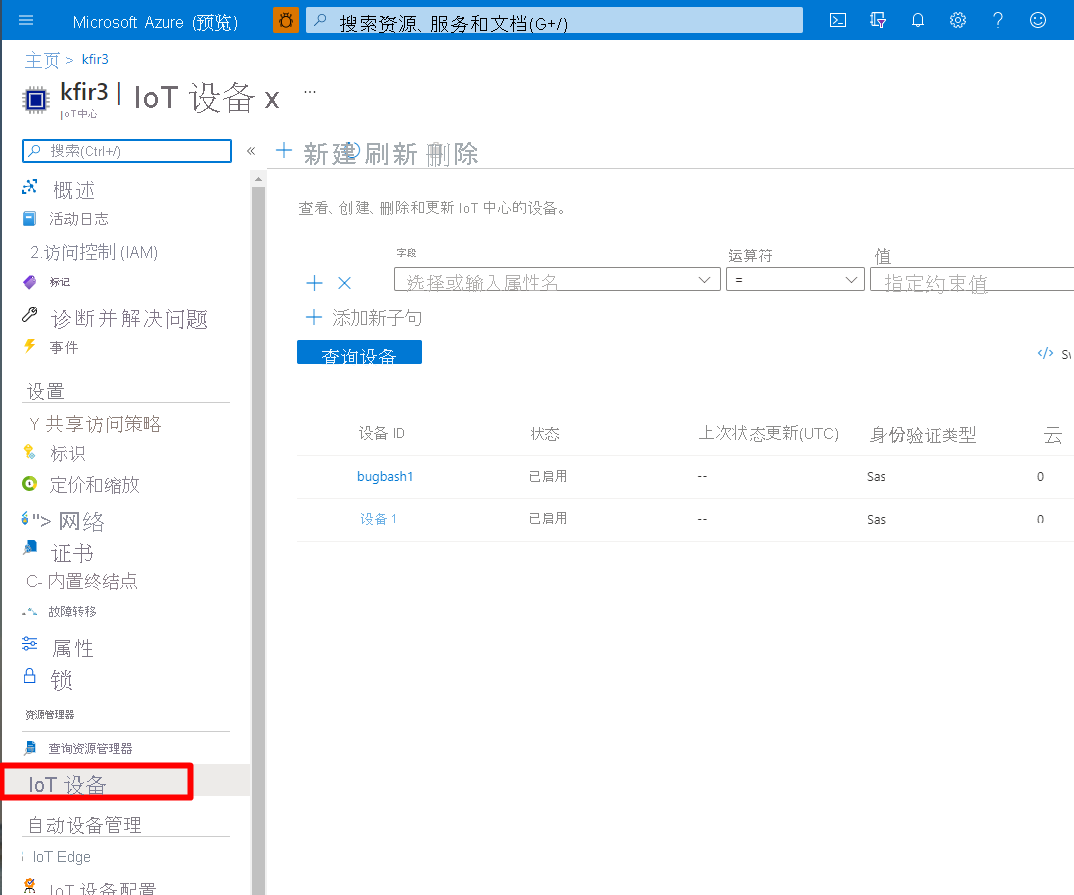 Microsoft Azure (预览)
搜索资源、服务和文档(G+/)
主页 > kfir3
kfir3 | IoT 设备 x ...
IoT中心
搜索(Ctrl+/)
«
+ 新建 刷新 删除
概述
活动日志
2.访问控制 (IAM)
标记
诊断并解决问题
事件
设置
Y 共享访问策略
标识
定价和缩放
"> 网络
证书
C- 内置终结点
故障转移
属性
锁
资源管理器
查询资源管理器
IoT 设备
自动设备管理
IoT Edge
IoT 设备配置
查看、创建、删除和更新 IoT 中心的设备。
字段 运算符 值
选择或输入属性名 = 指定约束值
+ 添加新子句
查询设备
</>
设备 ID 状态 上次状态更新(UTC) 身份验证类型 云
bugbash1 已启用 -- Sas 0
设备 1 已启用 -- Sas 0